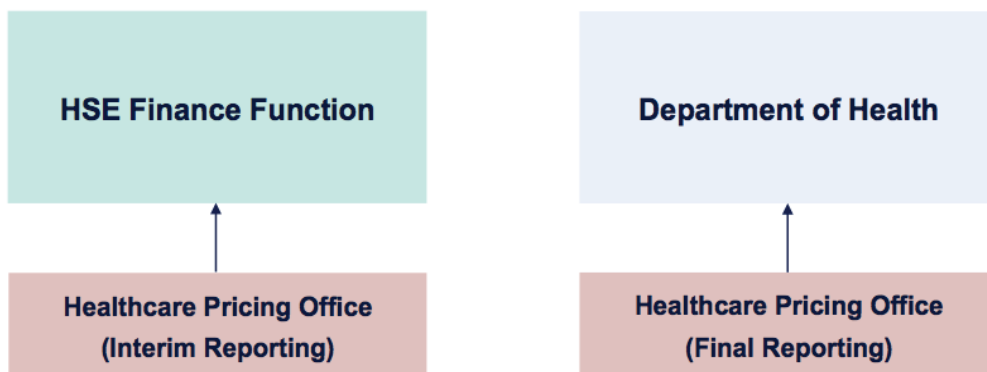 HSE Finance Function
Department of Health
Healthcare Pricing Office
(Interim Reporting)
Healthcare Pricing Office
(Final Reporting)